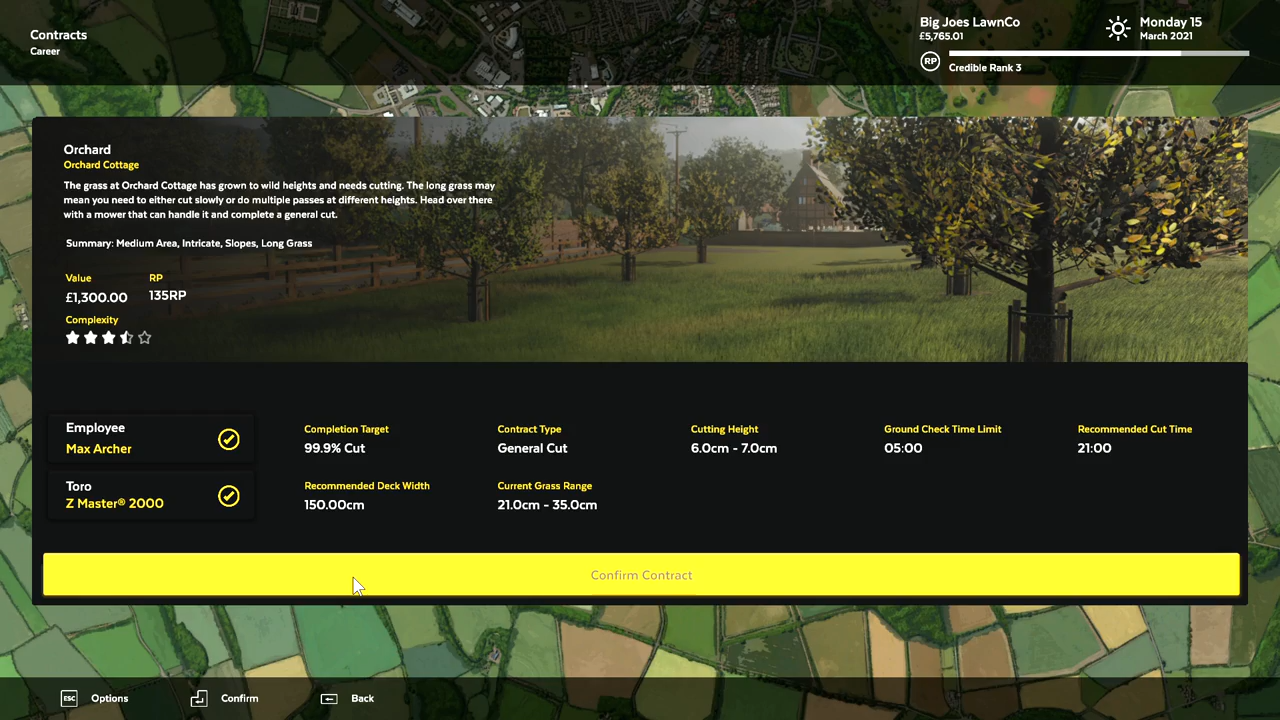 Contracts
Career
Big Joes LawnCo
£5,765.01
Monday 15
March 2021
RP
Credible Rank 3
Orchard
Orchard Cottage
The grass at Orchard Cottage has grown to wild heights and needs cutting. The long grass may
mean you need to either cut slowly or do multiple passes at different heights. Head over there
with a mower that can handle it and complete a general cut.
Summary: Medium Area, Intricate, Slopes, Long Grass
Value
RP
£1,300.00
135RP
Complexity
Employee
Max Archer
Completion Target
99.9% Cut
Contract Type
General Cut
Cutting Height
6.0cm - 7.0cm
Ground Check Time Limit
05:00
Recommended Cut Time
21:00
Toro
Z Master® 2000
Recommended Deck Width
150.00cm
Current Grass Range
21.0cm - 35.0cm
Confirm Contract
ESC Options
Confirm
Back